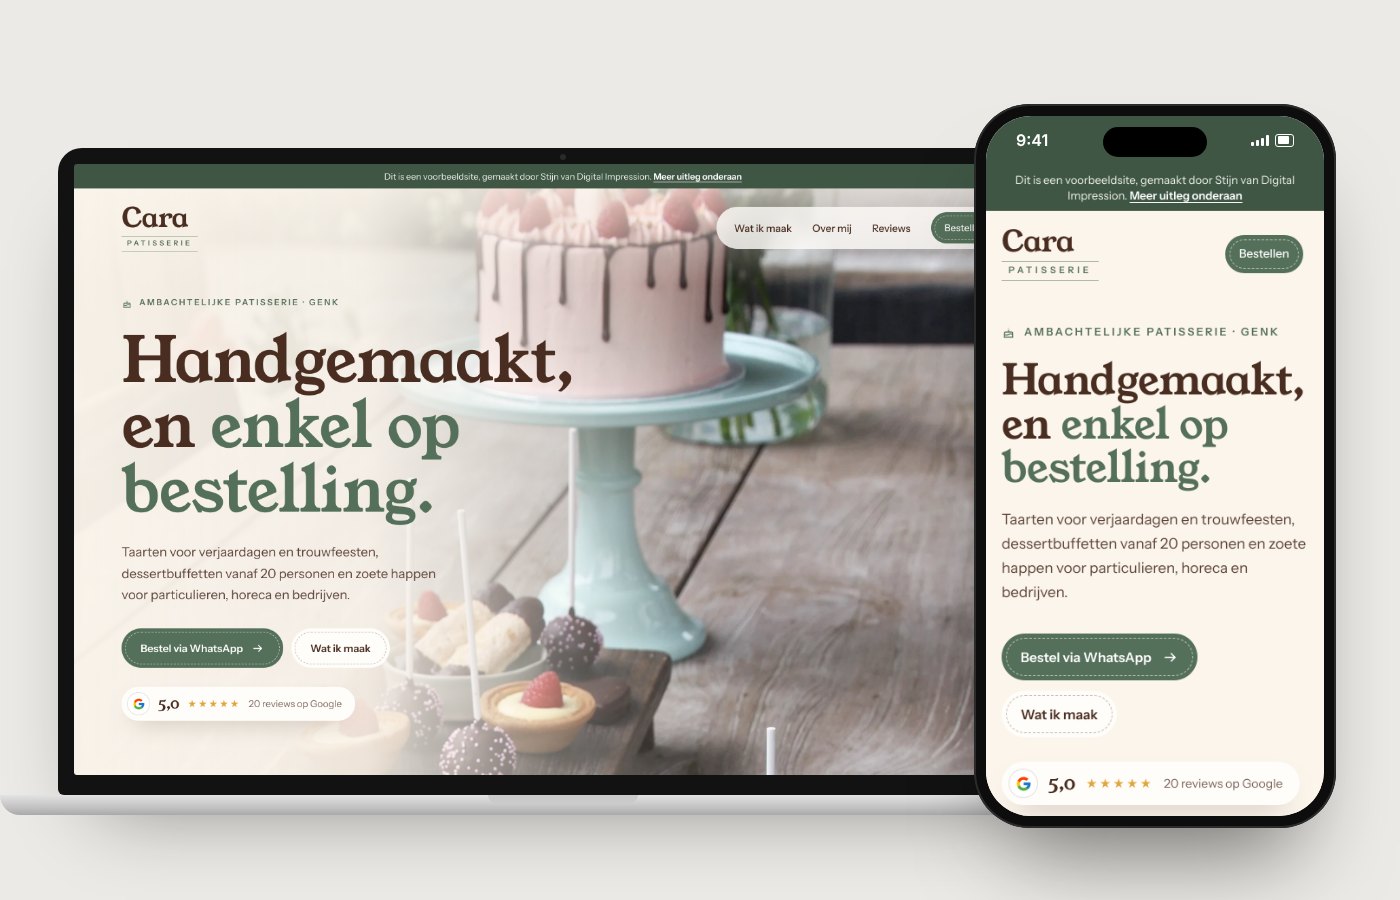 Dit is een voorbeeldsite, gemaakt door Stijn van Digital Impression. Meer uitleg onderaan
Cara
PATISSERIE
Wat ik maak
Over mij
Reviews
AMBACHTELIJKE PATISSERIE · GENK
Handgemaakt,
en enkel op
bestelling.
Taarten voor verjaardagen en trouwfeesten,
dessertbuffetten vanaf 20 personen en zoete happen
voor particulieren, horeca en bedrijven.
Bestel via WhatsApp →
Wat ik maak
G 5,0 ★★★★★ 20 reviews op Google
9:41
Dit is een voorbeeldsite, gemaakt door Stijn van Digital
Impression. Meer uitleg onderaan
Cara
PATISSERIE
Bestellen
AMBACHTELIJKE PATISSERIE · GENK
Handgemaakt,
en enkel op
bestelling.
Taarten voor verjaardagen en trouwfeesten,
dessertbuffetten vanaf 20 personen en zoete
happen voor particulieren, horeca en
bedrijven.
Bestel via WhatsApp →
Wat ik maak
G 5,0 ★★★★★ 20 reviews op Google